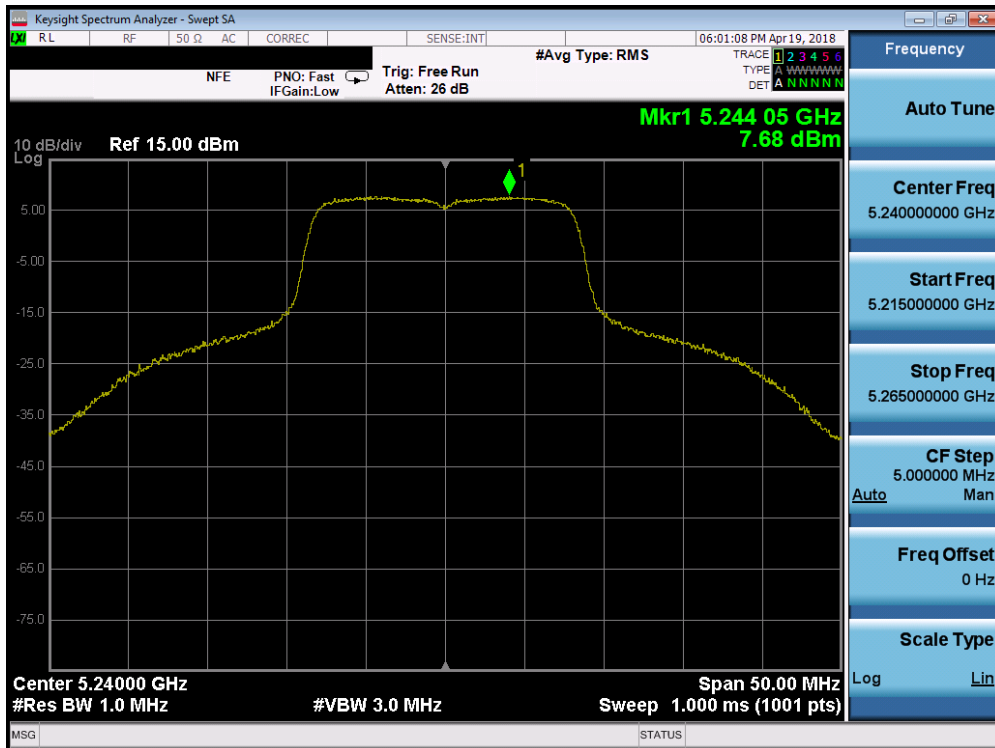 Keysight Spectrum Analyzer - Swept SA
LXI RL RF 50 Ω AC CORREC SENSE:INT 06:01:08 PM Apr 19, 2018
#Avg Type: RMS TRACE 1 2 3 4 5 6
NFE PNO: Fast Trig: Free Run TYPE A WWWWW
IFGain:Low Atten: 26 dB DET A N N N N N
Mkr1 5.244 05 GHz
7.68 dBm
10 dB/div Ref 15.00 dBm
Log
1
5.00
-5.00
-15.0
-25.0
-35.0
-45.0
-55.0
-65.0
-75.0
Center 5.24000 GHz Span 50.00 MHz
#Res BW 1.0 MHz #VBW 3.0 MHz Sweep 1.000 ms (1001 pts)
MSG STATUS
Frequency
Auto Tune
Center Freq
5.240000000 GHz
Start Freq
5.215000000 GHz
Stop Freq
5.265000000 GHz
CF Step
5.000000 MHz
Auto Man
Freq Offset
0 Hz
Scale Type
Log Lin